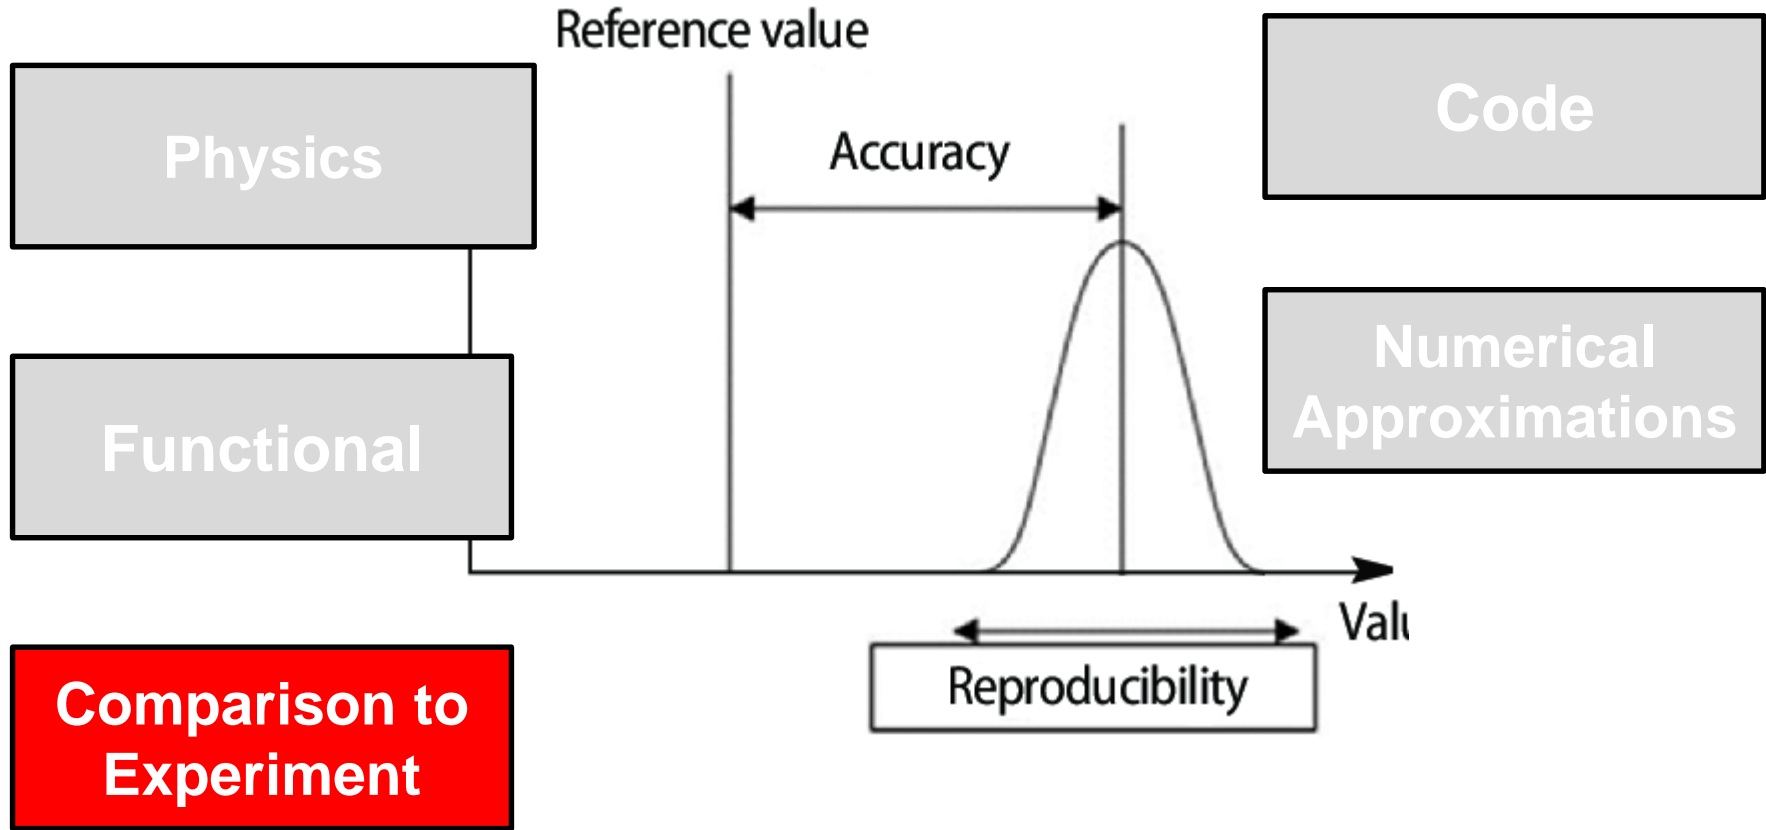 Reference value
Physics
Code
Accuracy
Functional
Numerical
Approximations
Comparison to
Experiment
Reproducibility